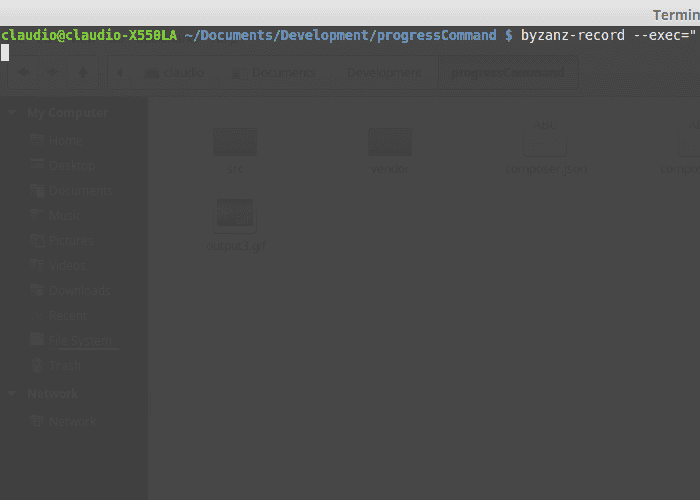 Termin
claudio@claudio-X550LA ~/Documents/Development/progressCommand $ byzanz-record --exec="
claudio Documents Development progressCommand
My Computer
Home
Desktop
Documents
Music
Pictures
Videos
Downloads
Recent
File System
Trash
Network
Network
src vendor composer.json compo
output3.gif